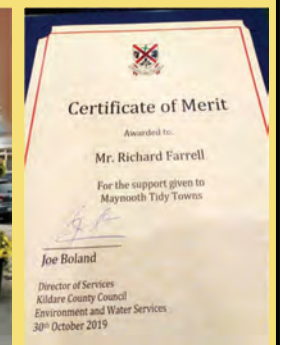 Certificate of Merit
Awarded to:
Mr. Richard Farrell
For the support given to
Maynooth Tidy Towns
Joe Boland
Director of Services
Kildare County Council
Environment and Water Services
30th October 2019